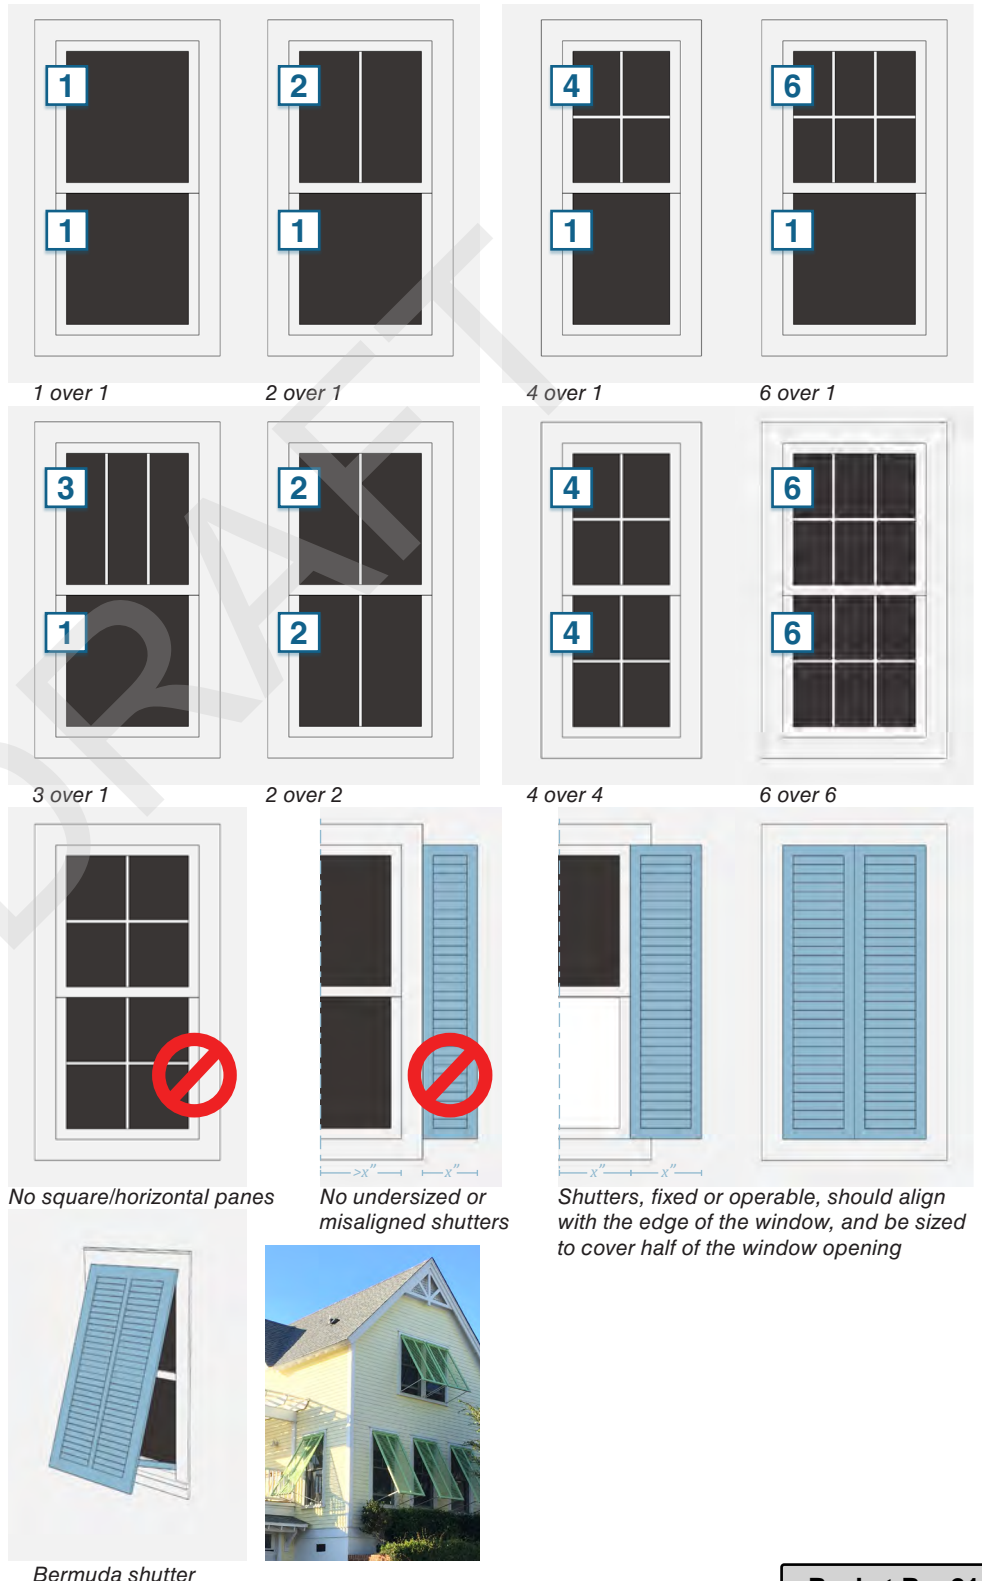 1
2
4
6
1
1
1
1
1 over 1
2 over 1
4 over 1
6 over 1
3
2
4
6
1
2
4
6
3 over 1
2 over 2
4 over 4
6 over 6
DRAFT
>x"
x"
x"
x"
No square/horizontal panes
No undersized or
misaligned shutters
Shutters, fixed or operable, should align
with the edge of the window, and be sized
to cover half of the window opening
Bermuda shutter